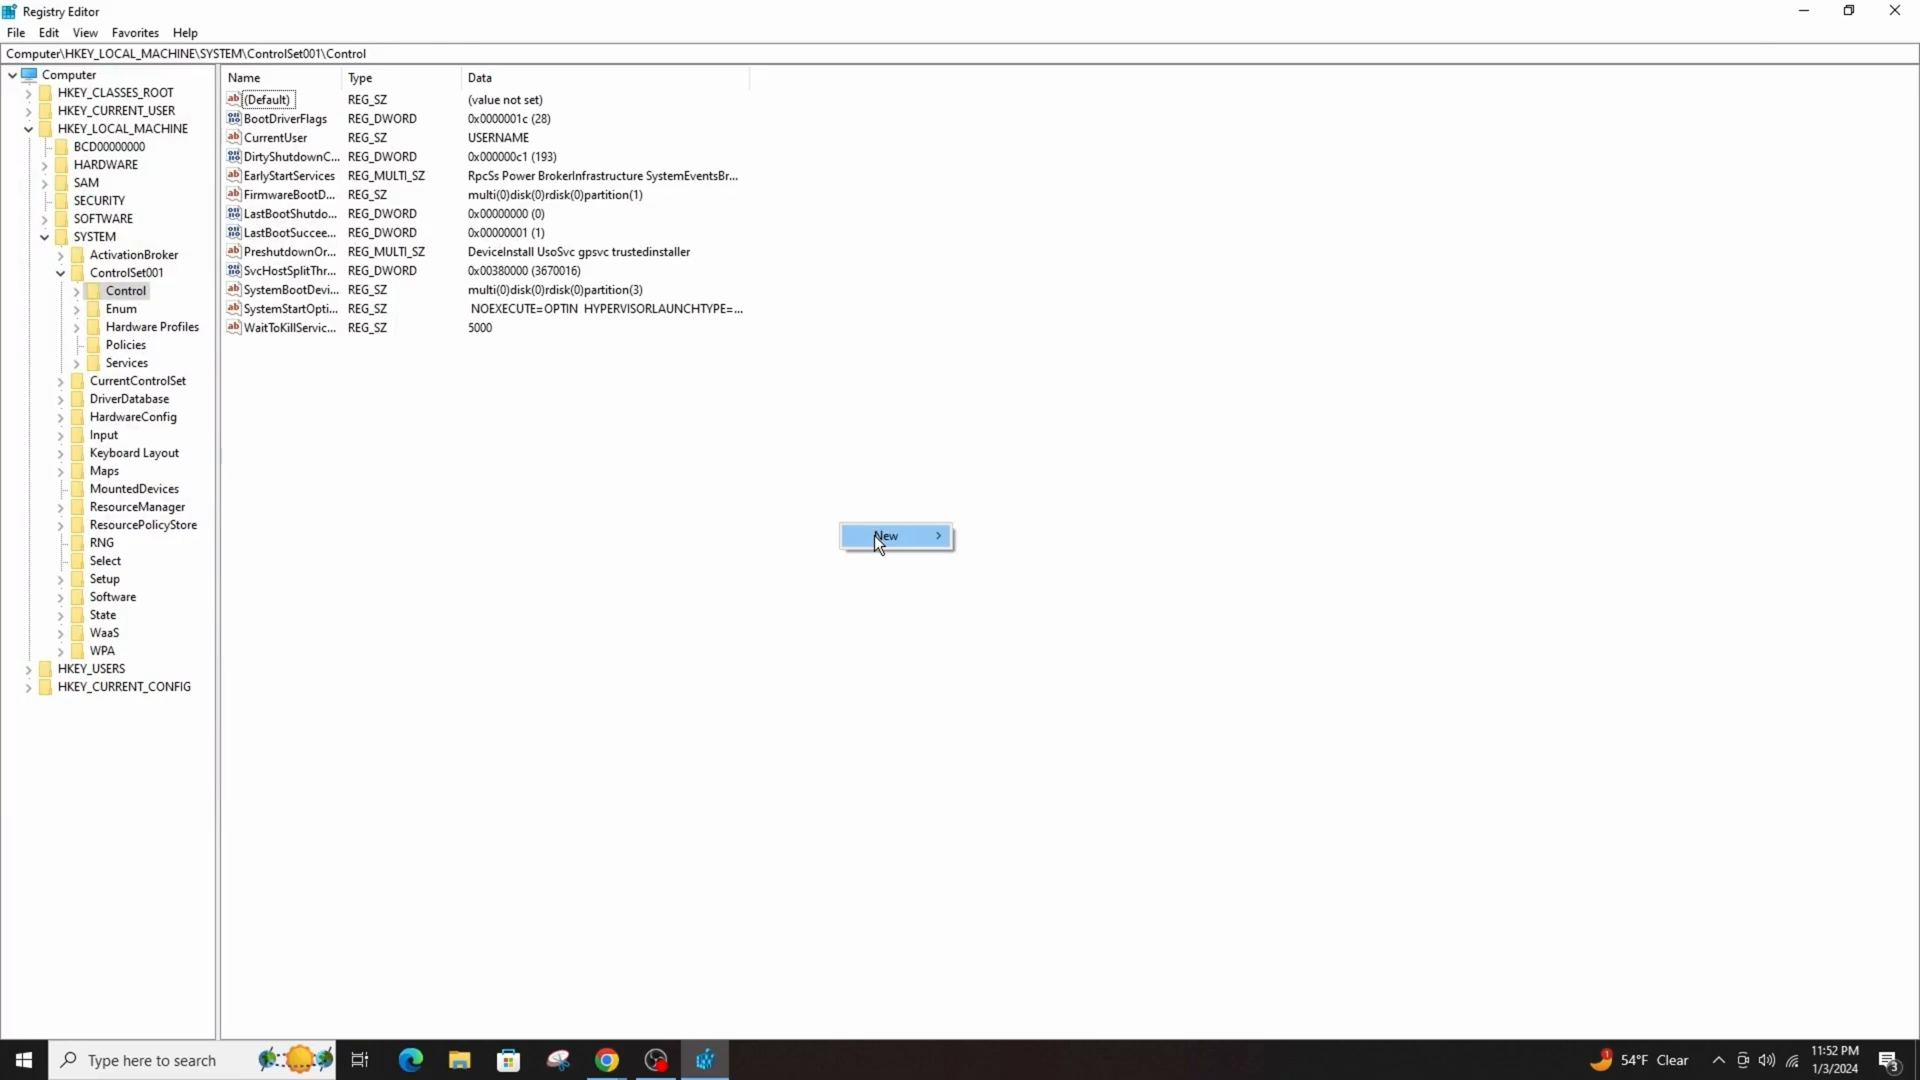 Registry Editor
File Edit View Favorites Help
Computer\HKEY_LOCAL_MACHINE\SYSTEM\ControlSet001\Control
Computer
HKEY_CLASSES_ROOT
HKEY_CURRENT_USER
HKEY_LOCAL_MACHINE
BCD00000000
HARDWARE
SAM
SECURITY
SOFTWARE
SYSTEM
ActivationBroker
ControlSet001
Control
Enum
Hardware Profiles
Policies
Services
CurrentControlSet
DriverDatabase
HardwareConfig
Input
Keyboard Layout
Maps
MountedDevices
ResourceManager
ResourcePolicyStore
RNG
Select
Setup
Software
State
WaaS
WPA
HKEY_USERS
HKEY_CURRENT_CONFIG
Name Type Data
(Default) REG_SZ (value not set)
BootDriverFlags REG_DWORD 0x0000001c (28)
CurrentUser REG_SZ USERNAME
DirtyShutdownC... REG_DWORD 0x000000c1 (193)
EarlyStartServices REG_MULTI_SZ RpcSs Power BrokerInfrastructure SystemEventsBr...
FirmwareBootD... REG_SZ multi(0)disk(0)rdisk(0)partition(1)
LastBootShutdo... REG_DWORD 0x00000000 (0)
LastBootSuccee... REG_DWORD 0x00000001 (1)
PreshutdownOr... REG_MULTI_SZ DeviceInstall UsoSvc gpsvc trustedinstaller
SvcHostSplitThr... REG_DWORD 0x00380000 (3670016)
SystemBootDevi... REG_SZ multi(0)disk(0)rdisk(0)partition(3)
SystemStartOpti... REG_SZ NOEXECUTE=OPTIN HYPERVISORLAUNCHTYPE=...
WaitToKillServic... REG_SZ 5000
New
Type here to search
1
54°F Clear
11:52 PM
1/3/2024
3